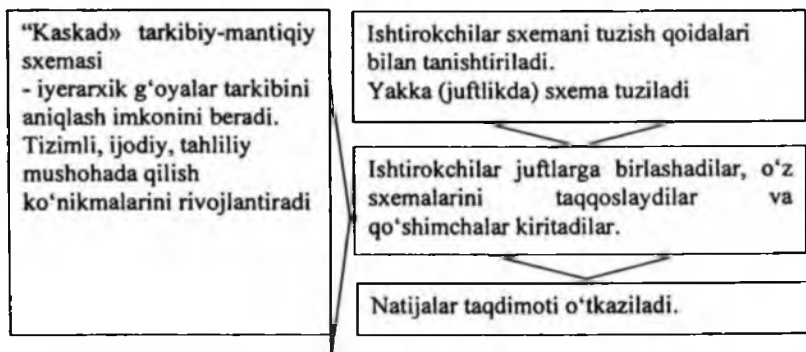 “Kaskad» tarkibiy-mantiqiy
sxemasi
- iyerarxik g‘oyalar tarkibini
aniqlash imkonini beradi.
Tizimli, ijodiy, tahliliy
mushohada qilish
ko‘nikmalarini rivojlantiradi
Ishtirokchilar sxemani tuzish qoidalari
bilan tanishtiriladi.
Yakka (juftlikda) sxema tuziladi
Ishtirokchilar juftlarga birlashadilar, o‘z
sxemalarini taqqoslaydilar va
qo‘shimchalar kiritadilar.
Natijalar taqdimoti o‘tkaziladi.